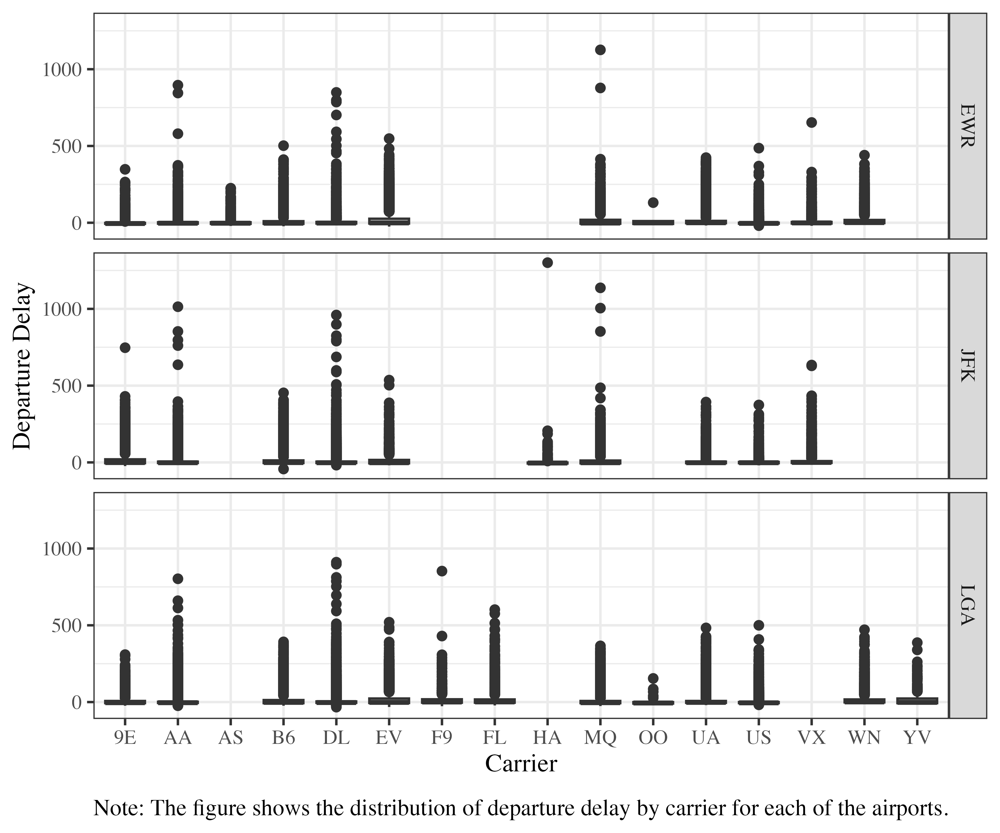 1000
500
0
EWR
Departure Delay
1000
500
0
JFK
1000
500
0
LGA
9E AA AS B6 DL EV F9 FL HA MQ OO UA US VX WN YV
Carrier
Note: The figure shows the distribution of departure delay by carrier for each of the airports.